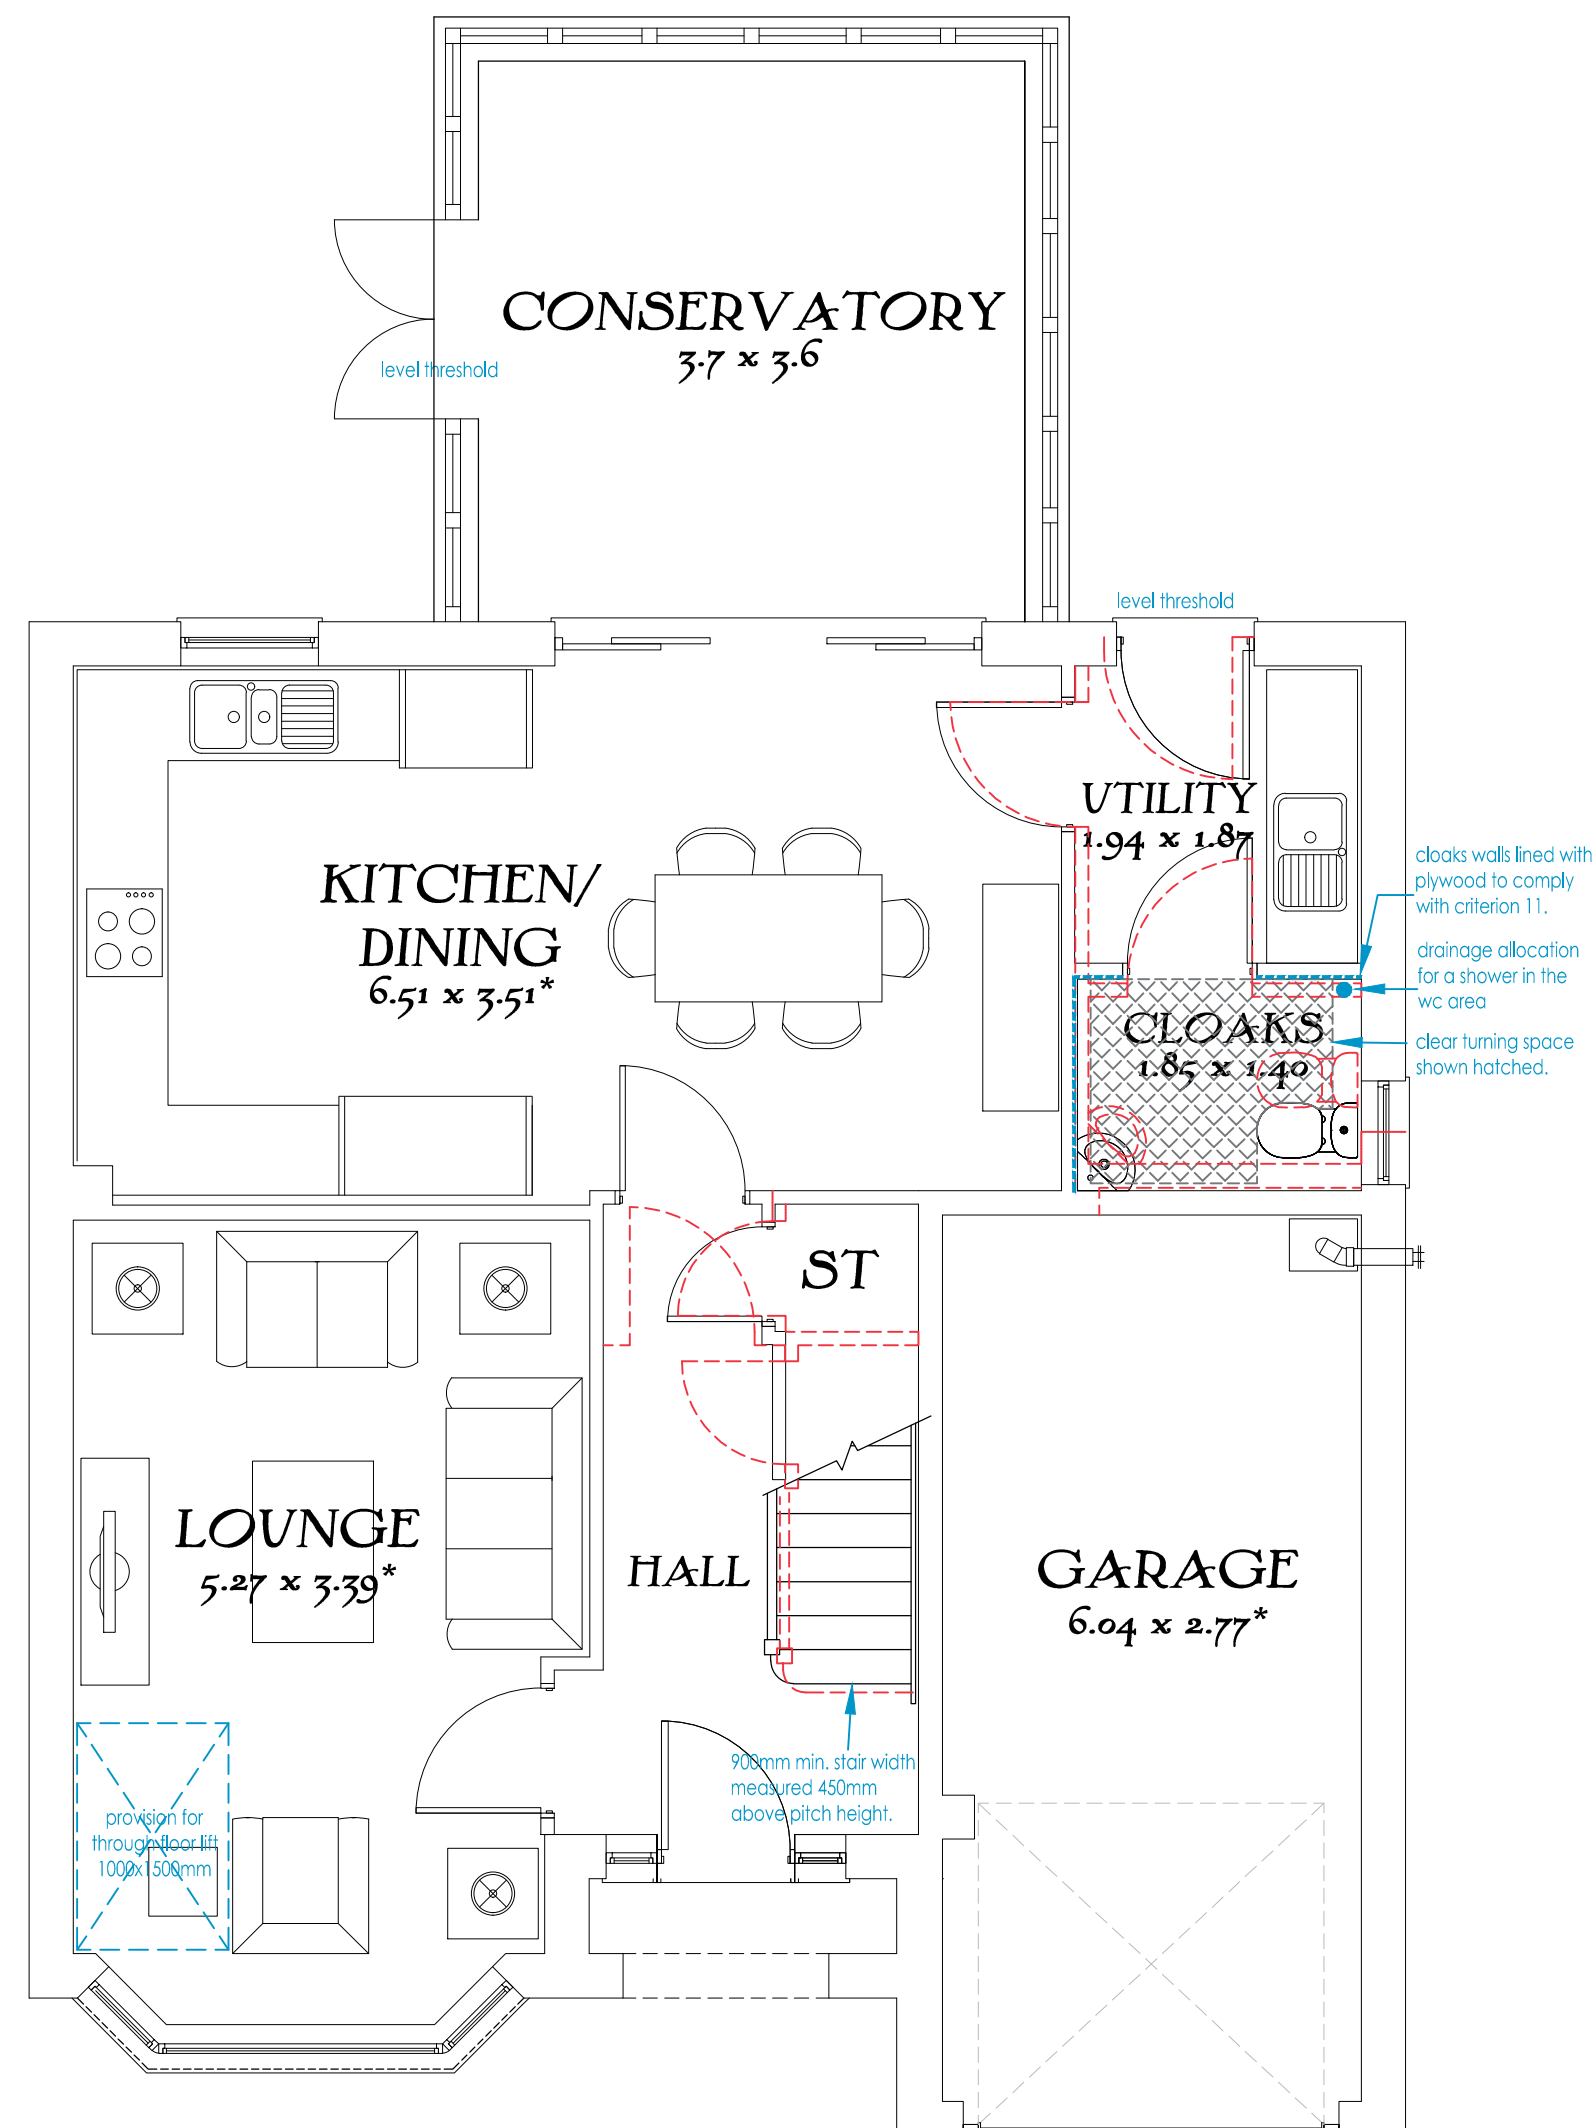 CONSERVATORY
3.7 x 3.6
level threshold
level threshold
UTILITY
1.94 x 1.87
KITCHEN/
DINING
6.51 x 3.51*
cloaks walls lined with
plywood to comply
with criterion 11.
drainage allocation
for a shower in the
wc area
clear turning space
shown hatched.
CLOAKS
1.85 x 1.40
ST
LOUNGE
5.27 x 3.39*
HALL
GARAGE
6.04 x 2.77*
900mm min. stair width
measured 450mm
above pitch height.
provision for
through floor lift
1000x1500mm